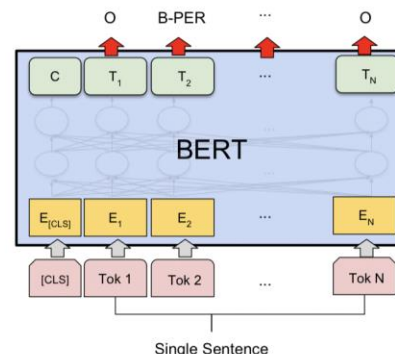 O B-PER ... O
C T1 T2 ... TN
BERT
E[CLS] E1 E2 ... EN
[CLS] Tok 1 Tok 2 ... Tok N
Single Sentence